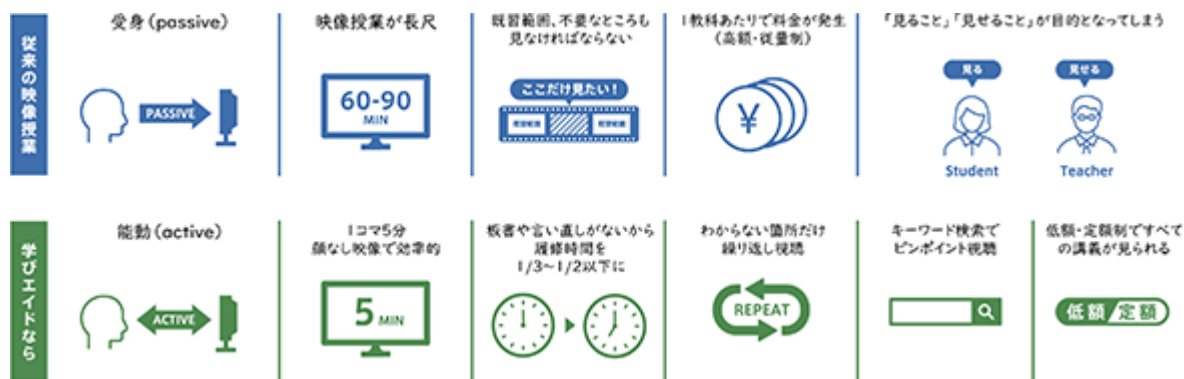 従来の映像授業
受身（passive）
PASSIVE
映像授業が長尺
60-90
MIN
既習範囲、不要なところも
見なければならない
ここだけ見たい！
1教科あたりで料金が発生
（高額・従量制）
¥
「見ること」「見せること」が目的となってしまう
見る
Student
見せる
Teacher
学びエイドなら
能動（active）
ACTIVE
1コマ5分
顔なし映像で効率的
5 MIN
板書や言い直しがないから
履修時間を
1/3〜1/2以下に
わからない箇所だけ
繰り返し視聴
REPEAT
キーワード検索で
ピンポイント視聴
低額・定額制ですべて
の講義が見られる
低額/定額